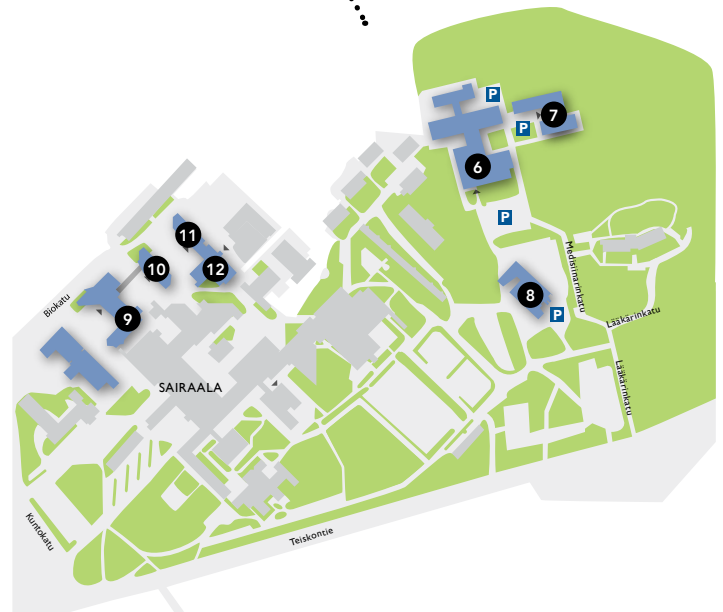 P
7
P
6
P
11
12
10
Medisiinarinkatu
8
P
Biokatu
9
Lääkärinkatu
Lääkärinkatu
SAIRAALA
Kuntokatu
Teiskontie